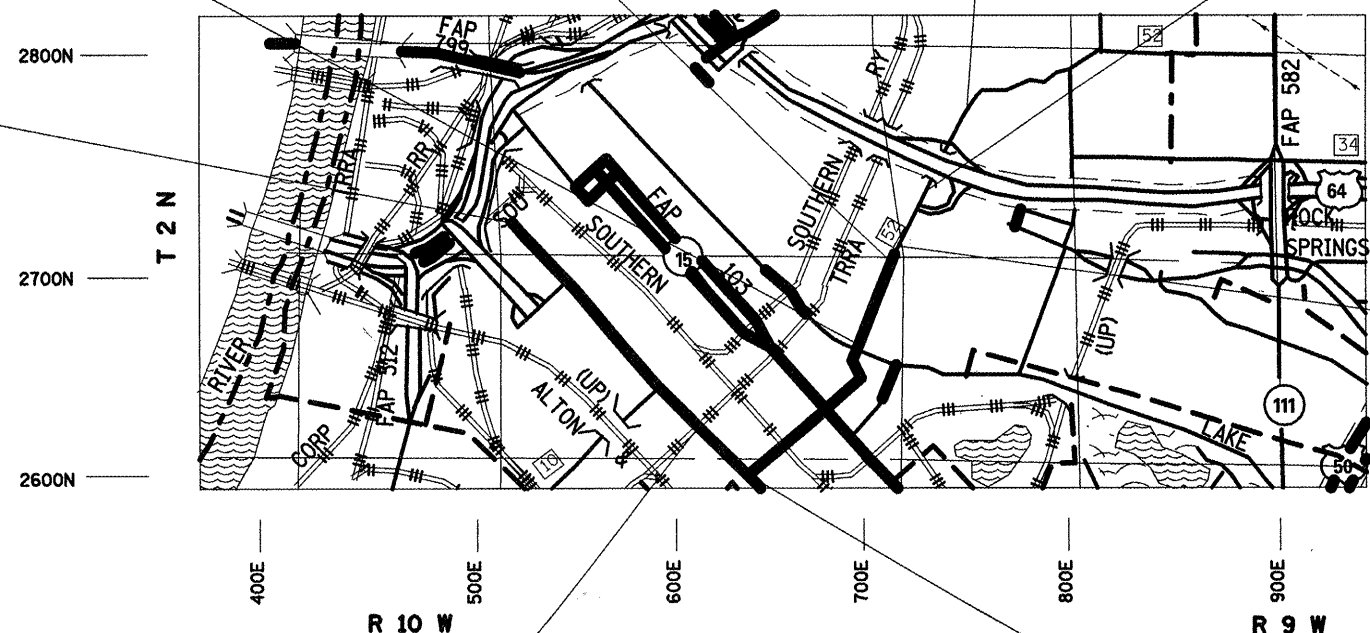 FAP
799
2800N
RY
52
FAP 582
34
TRRA
RR
SOU
FAP
SOUTHERN
SOUTHERN
TRRA
52
64
ROCK
SPRINGS
T 2 N
15
103
2700N
RIVER
FAP 312
CORP
(UP)
ALTON
&
10
(UP)
111
LAKE
50
2600N
400E
500E
600E
700E
800E
900E
R 10 W
R 9 W